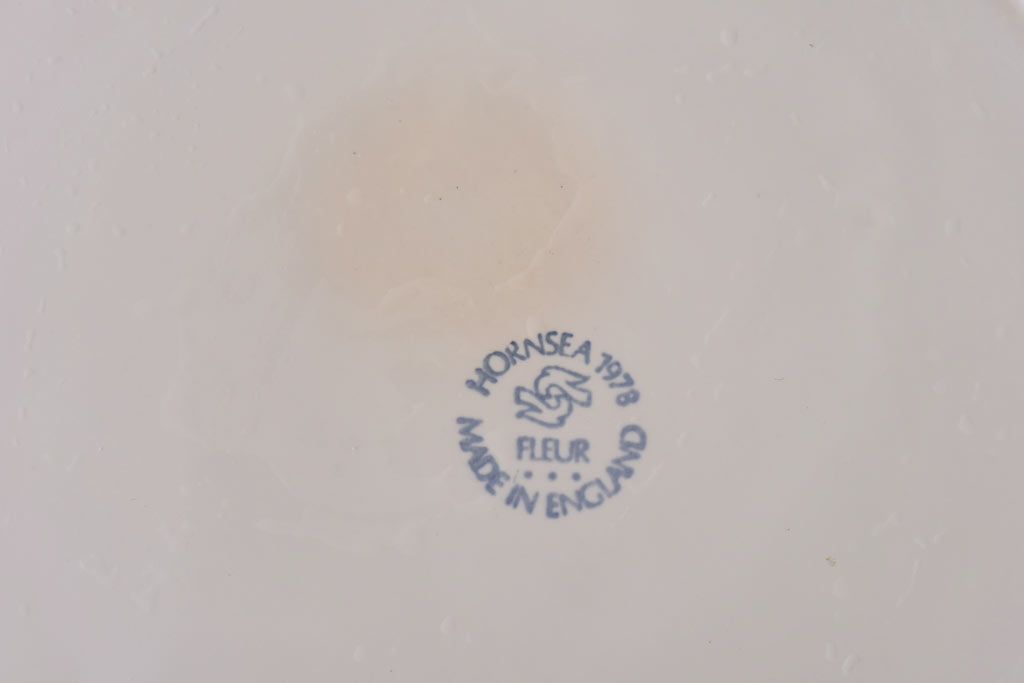 HORNSEA 1978
FLEUR
MADE IN ENGLAND